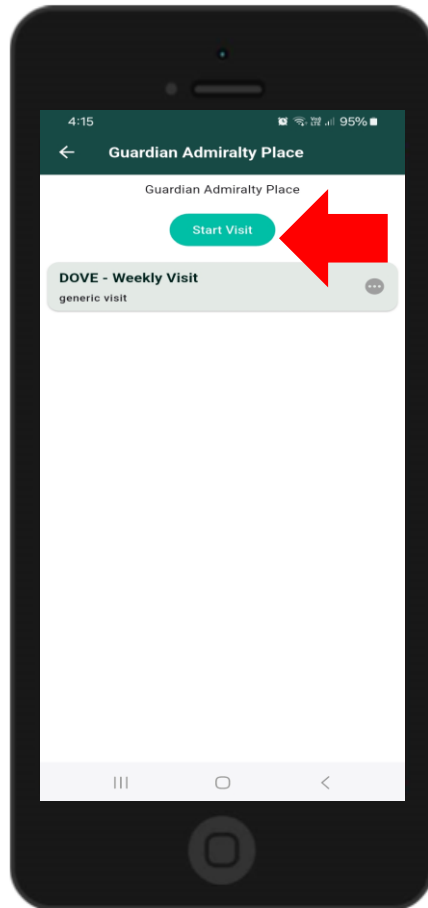 4:15 95%
Guardian Admiralty Place
Guardian Admiralty Place
Start Visit
DOVE - Weekly Visit
generic visit